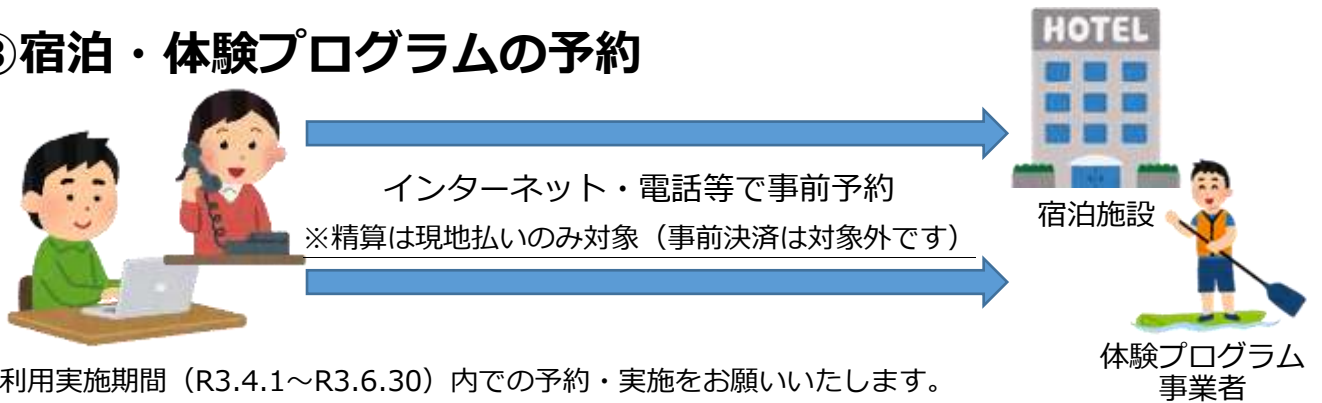 ③宿泊・体験プログラムの予約
HOTEL
インターネット・電話等で事前予約
※精算は現地払いのみ対象（事前決済は対象外です）
宿泊施設
体験プログラム
事業者
利用実施期間（R3.4.1～R3.6.30）内での予約・実施をお願いいたします。